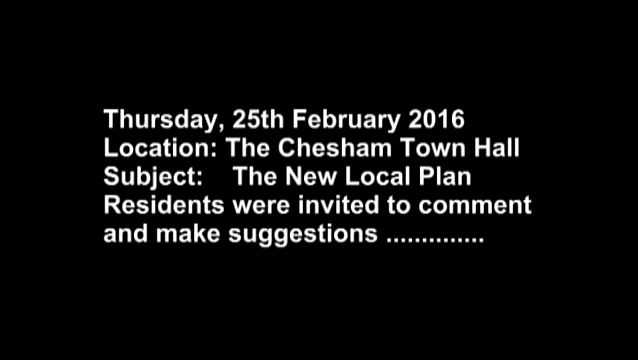 Thursday, 25th February 2016
Location: The Chesham Town Hall
Subject:    The New Local Plan
Residents were invited to comment
and make suggestions ..............